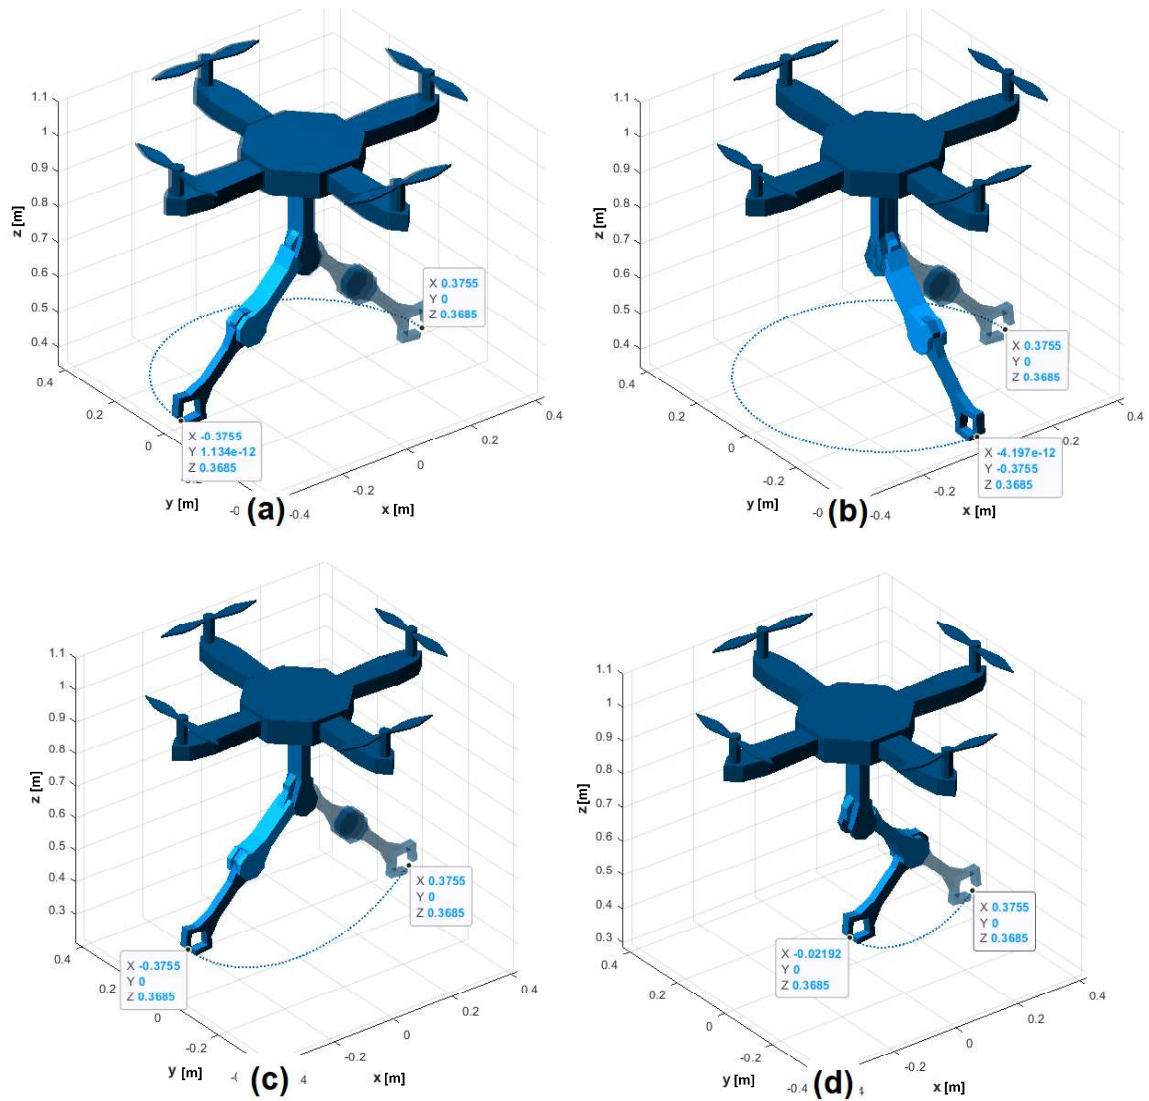 1.1
1
0.9
0.8
0.7
0.6
0.5
0.4
z [m]
0.4
0.2
0
y [m]
-0.4
-0.2
0
0.2
0.4
x [m]
X 0.3755
Y 0
Z 0.3685
X -0.3755
Y 1.134e-12
Z 0.3685
(a)
1.1
1
0.9
0.8
0.7
0.6
0.5
0.4
z [m]
0.4
0.2
0
-0.2
y [m]
-0.4
-0.2
0
0.2
0.4
x [m]
X 0.3755
Y 0
Z 0.3685
X -4.197e-12
Y -0.3755
Z 0.3685
(b)
1.1
1
0.9
0.8
0.7
0.6
0.5
0.4
0.3
z [m]
0.4
0.2
0
-0.2
y [m]
-0.2
0
0.2
0.4
x [m]
X 0.3755
Y 0
Z 0.3685
X -0.3755
Y 0
Z 0.3685
(c)
1.1
1
0.9
0.8
0.7
0.6
0.5
0.4
0.3
z [m]
0.4
0.2
0
-0.2
-0.4
y [m]
-0.2
0
0.2
0.4
x [m]
X 0.3755
Y 0
Z 0.3685
X -0.02192
Y 0
Z 0.3685
(d)